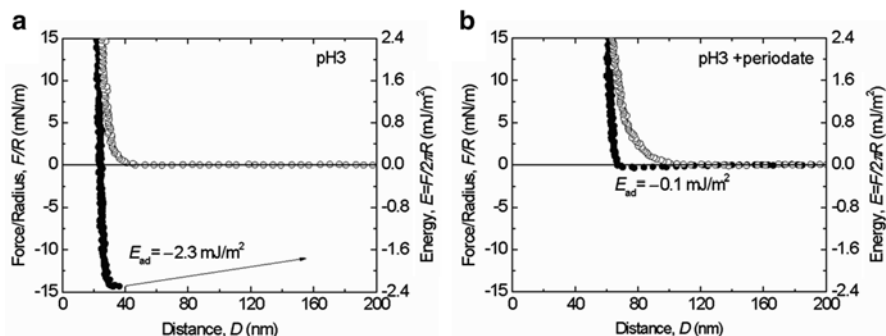 a
15
10
5
0
-5
-10
-15
Force/Radius, F/R (mN/m)
pH3
E_ad = −2.3 mJ/m²
2.4
1.6
0.8
0.0
-0.8
-1.6
-2.4
Energy, E=F/2πR (mJ/m²)
0 40 80 120 160 200
Distance, D (nm)
b
15
10
5
0
-5
-10
-15
Force/Radius, F/R (mN/m)
pH3 +periodate
E_ad = −0.1 mJ/m²
2.4
1.6
0.8
0.0
-0.8
-1.6
-2.4
Energy, E=F/2πR (mJ/m²)
0 40 80 120 160 200
Distance, D (nm)